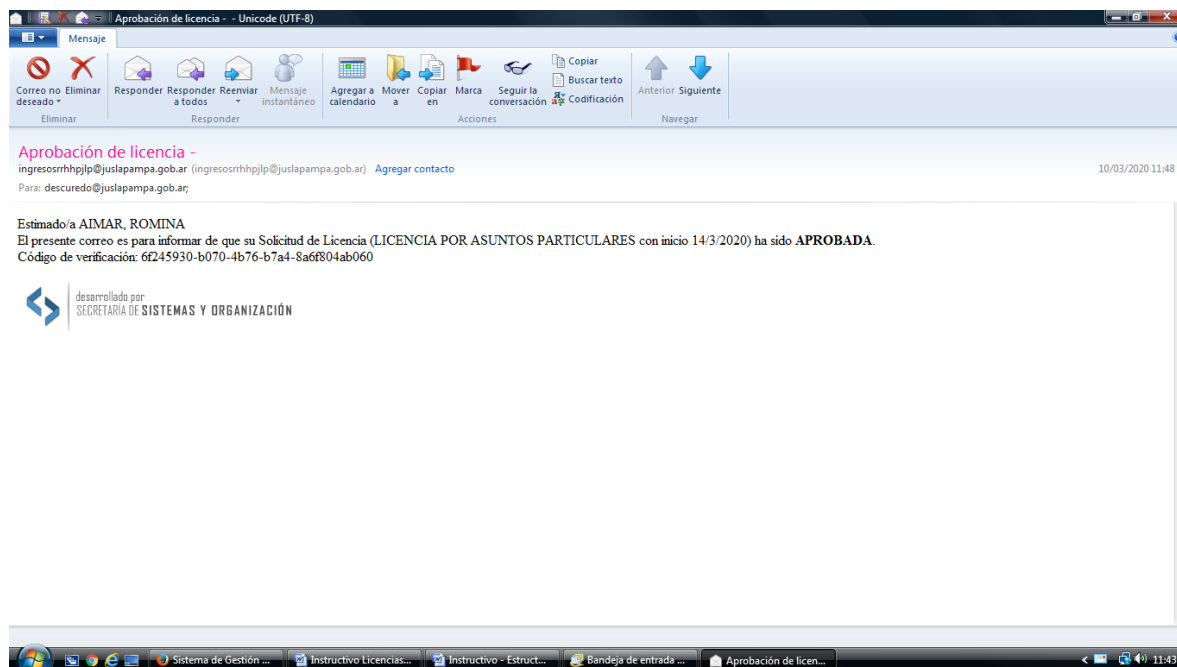 Aprobación de licencia - - Unicode (UTF-8)
Mensaje
Correo no deseado
Eliminar
Responder
Responder a todos
Reenviar
Mensaje instantáneo
Agregar a calendario
Mover a
Copiar en
Marca
Seguir la conversación
Copiar
Buscar texto
Codificación
Anterior
Siguiente
Eliminar
Responder
Acciones
Navegar
Aprobación de licencia -
ingresosrrhhpjlp@juslapampa.gob.ar (ingresosrrhhpjlp@juslapampa.gob.ar) Agregar contacto
10/03/2020 11:48
Para: descuredo@juslapampa.gob.ar;
Estimado/a AIMAR, ROMINA
El presente correo es para informar de que su Solicitud de Licencia (LICENCIA POR ASUNTOS PARTICULARES con inicio 14/3/2020) ha sido APROBADA.
Código de verificación: 6f245930-b070-4b76-b7a4-8a6f804ab060
desarrollado por
SECRETARÍA DE SISTEMAS Y ORGANIZACIÓN
Sistema de Gestión ...
Instructivo Licencias...
Instructivo - Estruct...
Bandeja de entrada ...
Aprobación de licen...
11:43